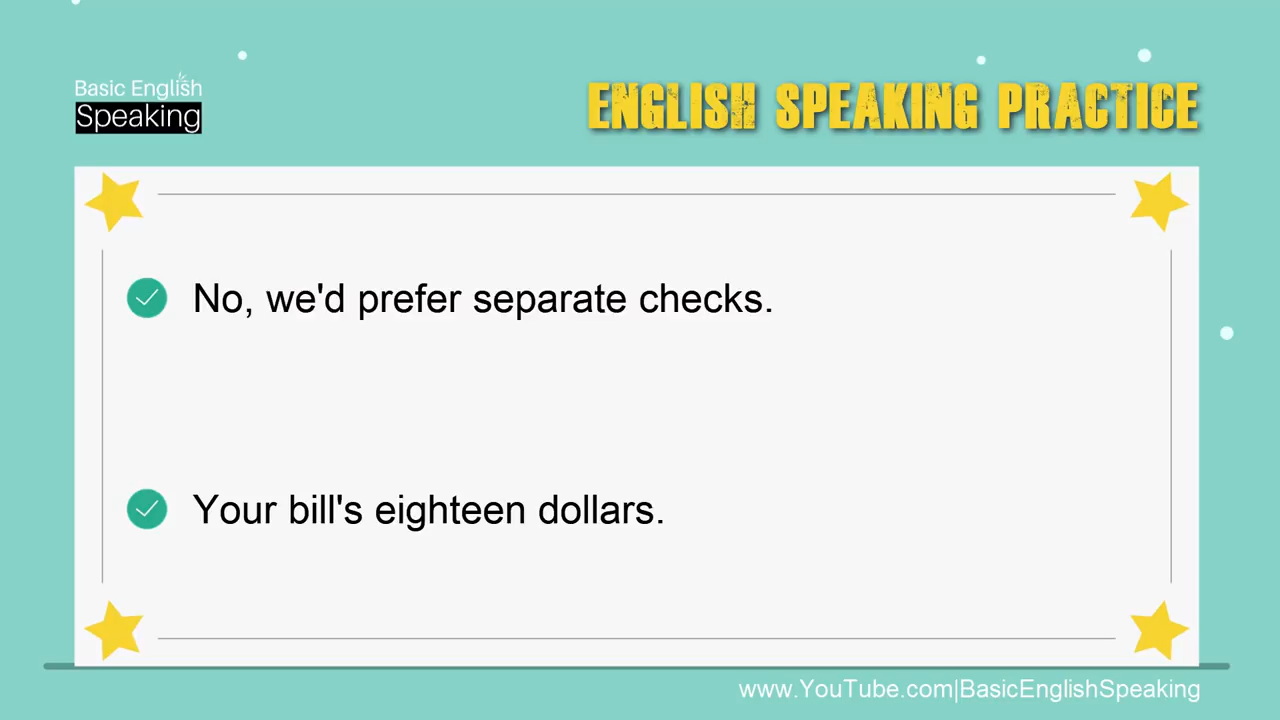 Basic English
Speaking
ENGLISH SPEAKING PRACTICE
No, we'd prefer separate checks.
Your bill's eighteen dollars.
www.YouTube.com|BasicEnglishSpeaking